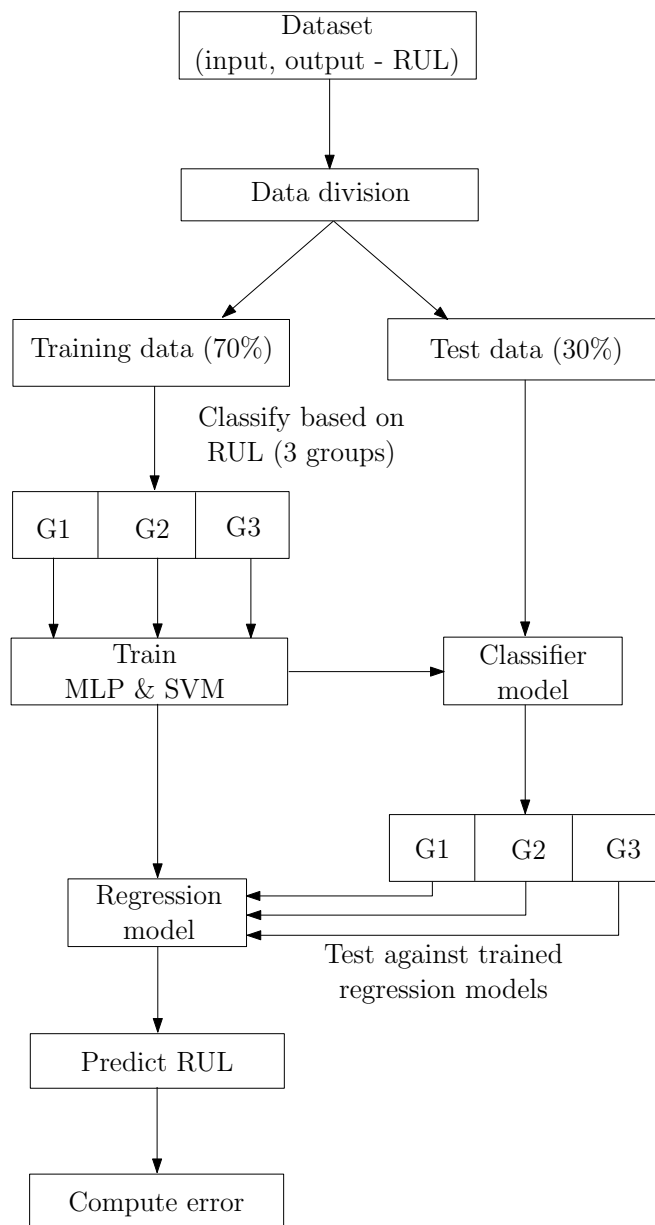 Dataset
(input, output - RUL)
Data division
Training data (70%)
Test data (30%)
Classify based on
RUL (3 groups)
G1
G2
G3
Train
MLP & SVM
Classifier
model
G1
G2
G3
Regression
model
Test against trained
regression models
Predict RUL
Compute error